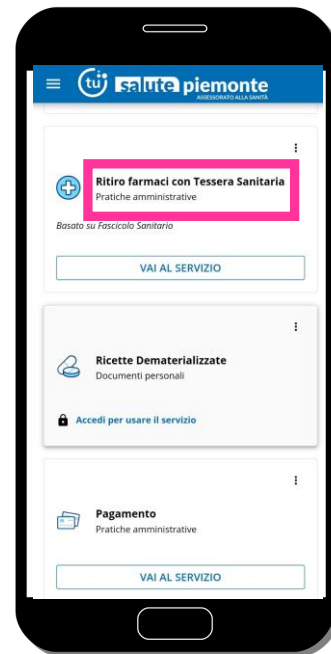 tu salute piemonte
ASSESSORATO ALLA SANITÀ
Ritiro farmaci con Tessera Sanitaria
Pratiche amministrative
Basato su Fascicolo Sanitario
VAI AL SERVIZIO
Ricette Dematerializzate
Documenti personali
Accedi per usare il servizio
Pagamento
Pratiche amministrative
VAI AL SERVIZIO